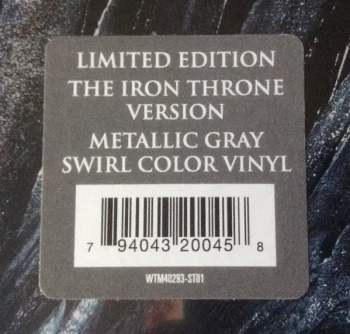 LIMITED EDITION
THE IRON THRONE
VERSION
METALLIC GRAY
SWIRL COLOR VINYL
7 94043 20045 8
WTM40293-ST01